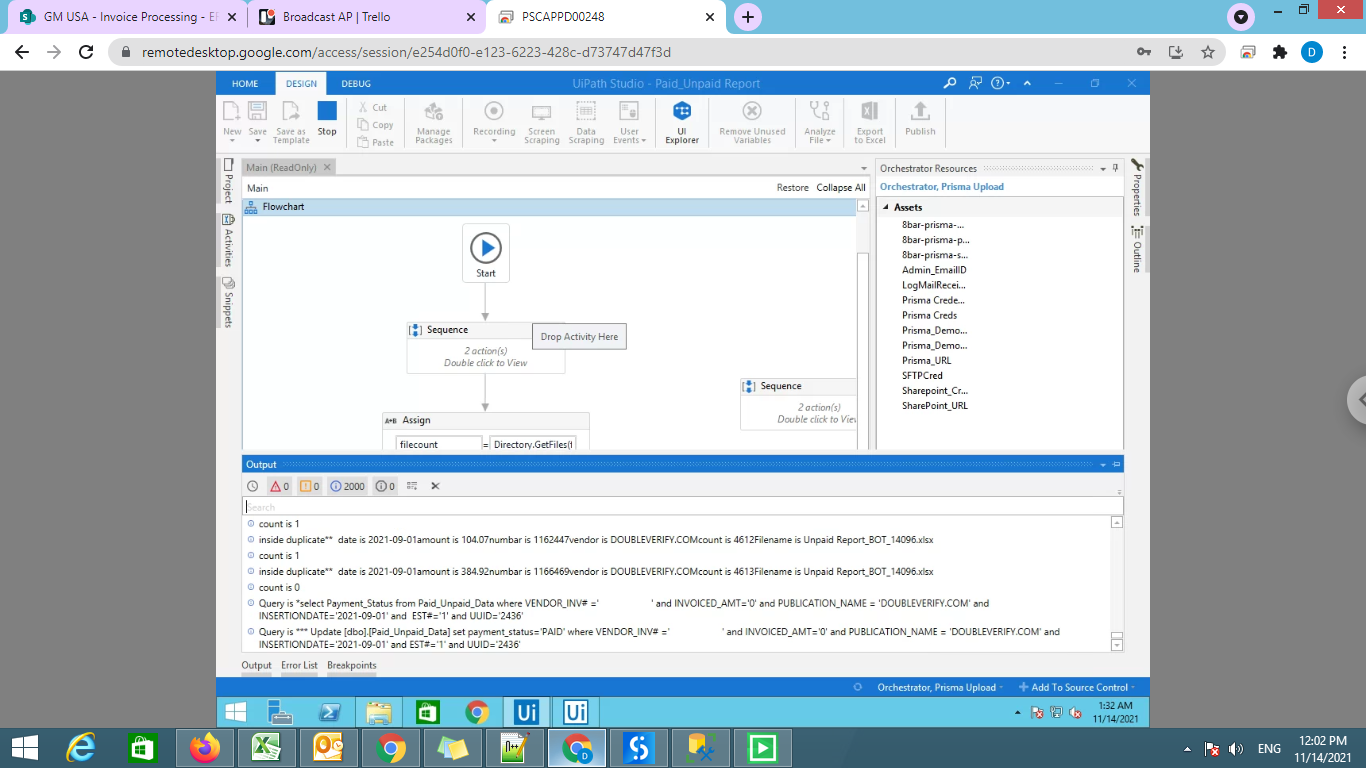 GM USA - Invoice Processing - EF
Broadcast AP | Trello
PSCAPPD00248
remotedesktop.google.com/access/session/e254d0f0-e123-6223-428c-d73747d47f3d
D
HOME DESIGN DEBUG
UiPath Studio - Paid_Unpaid Report
New
Save
Save as Template
Stop
Cut
Copy
Paste
Manage Packages
Recording
Screen Scraping
Data Scraping
User Events
UI Explorer
Remove Unused Variables
Analyze File
Export to Excel
Publish
Project
Activities
Snippets
Main (ReadOnly)
Main
Restore Collapse All
Flowchart
Start
Sequence
2 action(s)
Double click to View
Drop Activity Here
Assign
filecount = Directory.GetFiles(f
Sequence
2 action(s)
Double click to View
Orchestrator Resources
Orchestrator, Prisma Upload
Assets
8bar-prisma-...
8bar-prisma-p...
8bar-prisma-s...
Admin_EmailID
LogMailRecei...
Prisma Crede...
Prisma Creds
Prisma_Demo...
Prisma_Demo...
Prisma_URL
SFTPCred
Sharepoint_Cr...
SharePoint_URL
Properties
Outline
Output
0 0 2000 0
Search
count is 1
inside duplicate** date is 2021-09-01amount is 104.07numbar is 1162447vendor is DOUBLEVERIFY.COMcount is 4612Filename is Unpaid Report_BOT_14096.xlsx
count is 1
inside duplicate** date is 2021-09-01amount is 384.92numbar is 1166469vendor is DOUBLEVERIFY.COMcount is 4613Filename is Unpaid Report_BOT_14096.xlsx
count is 0
Query is *select Payment_Status from Paid_Unpaid_Data where VENDOR_INV# =' ' and INVOICED_AMT='0' and PUBLICATION_NAME = 'DOUBLEVERIFY.COM' and
INSERTIONDATE='2021-09-01' and EST#='1' and UUID='2436'
Query is *** Update [dbo].[Paid_Unpaid_Data] set payment_status='PAID' where VENDOR_INV# =' ' and INVOICED_AMT='0' and PUBLICATION_NAME = 'DOUBLEVERIFY.COM' and
INSERTIONDATE='2021-09-01' and EST#='1' and UUID='2436'
Output Error List Breakpoints
Orchestrator, Prisma Upload
Add To Source Control
Ui Ui
1:32 AM
11/14/2021
ENG
12:02 PM
11/14/2021